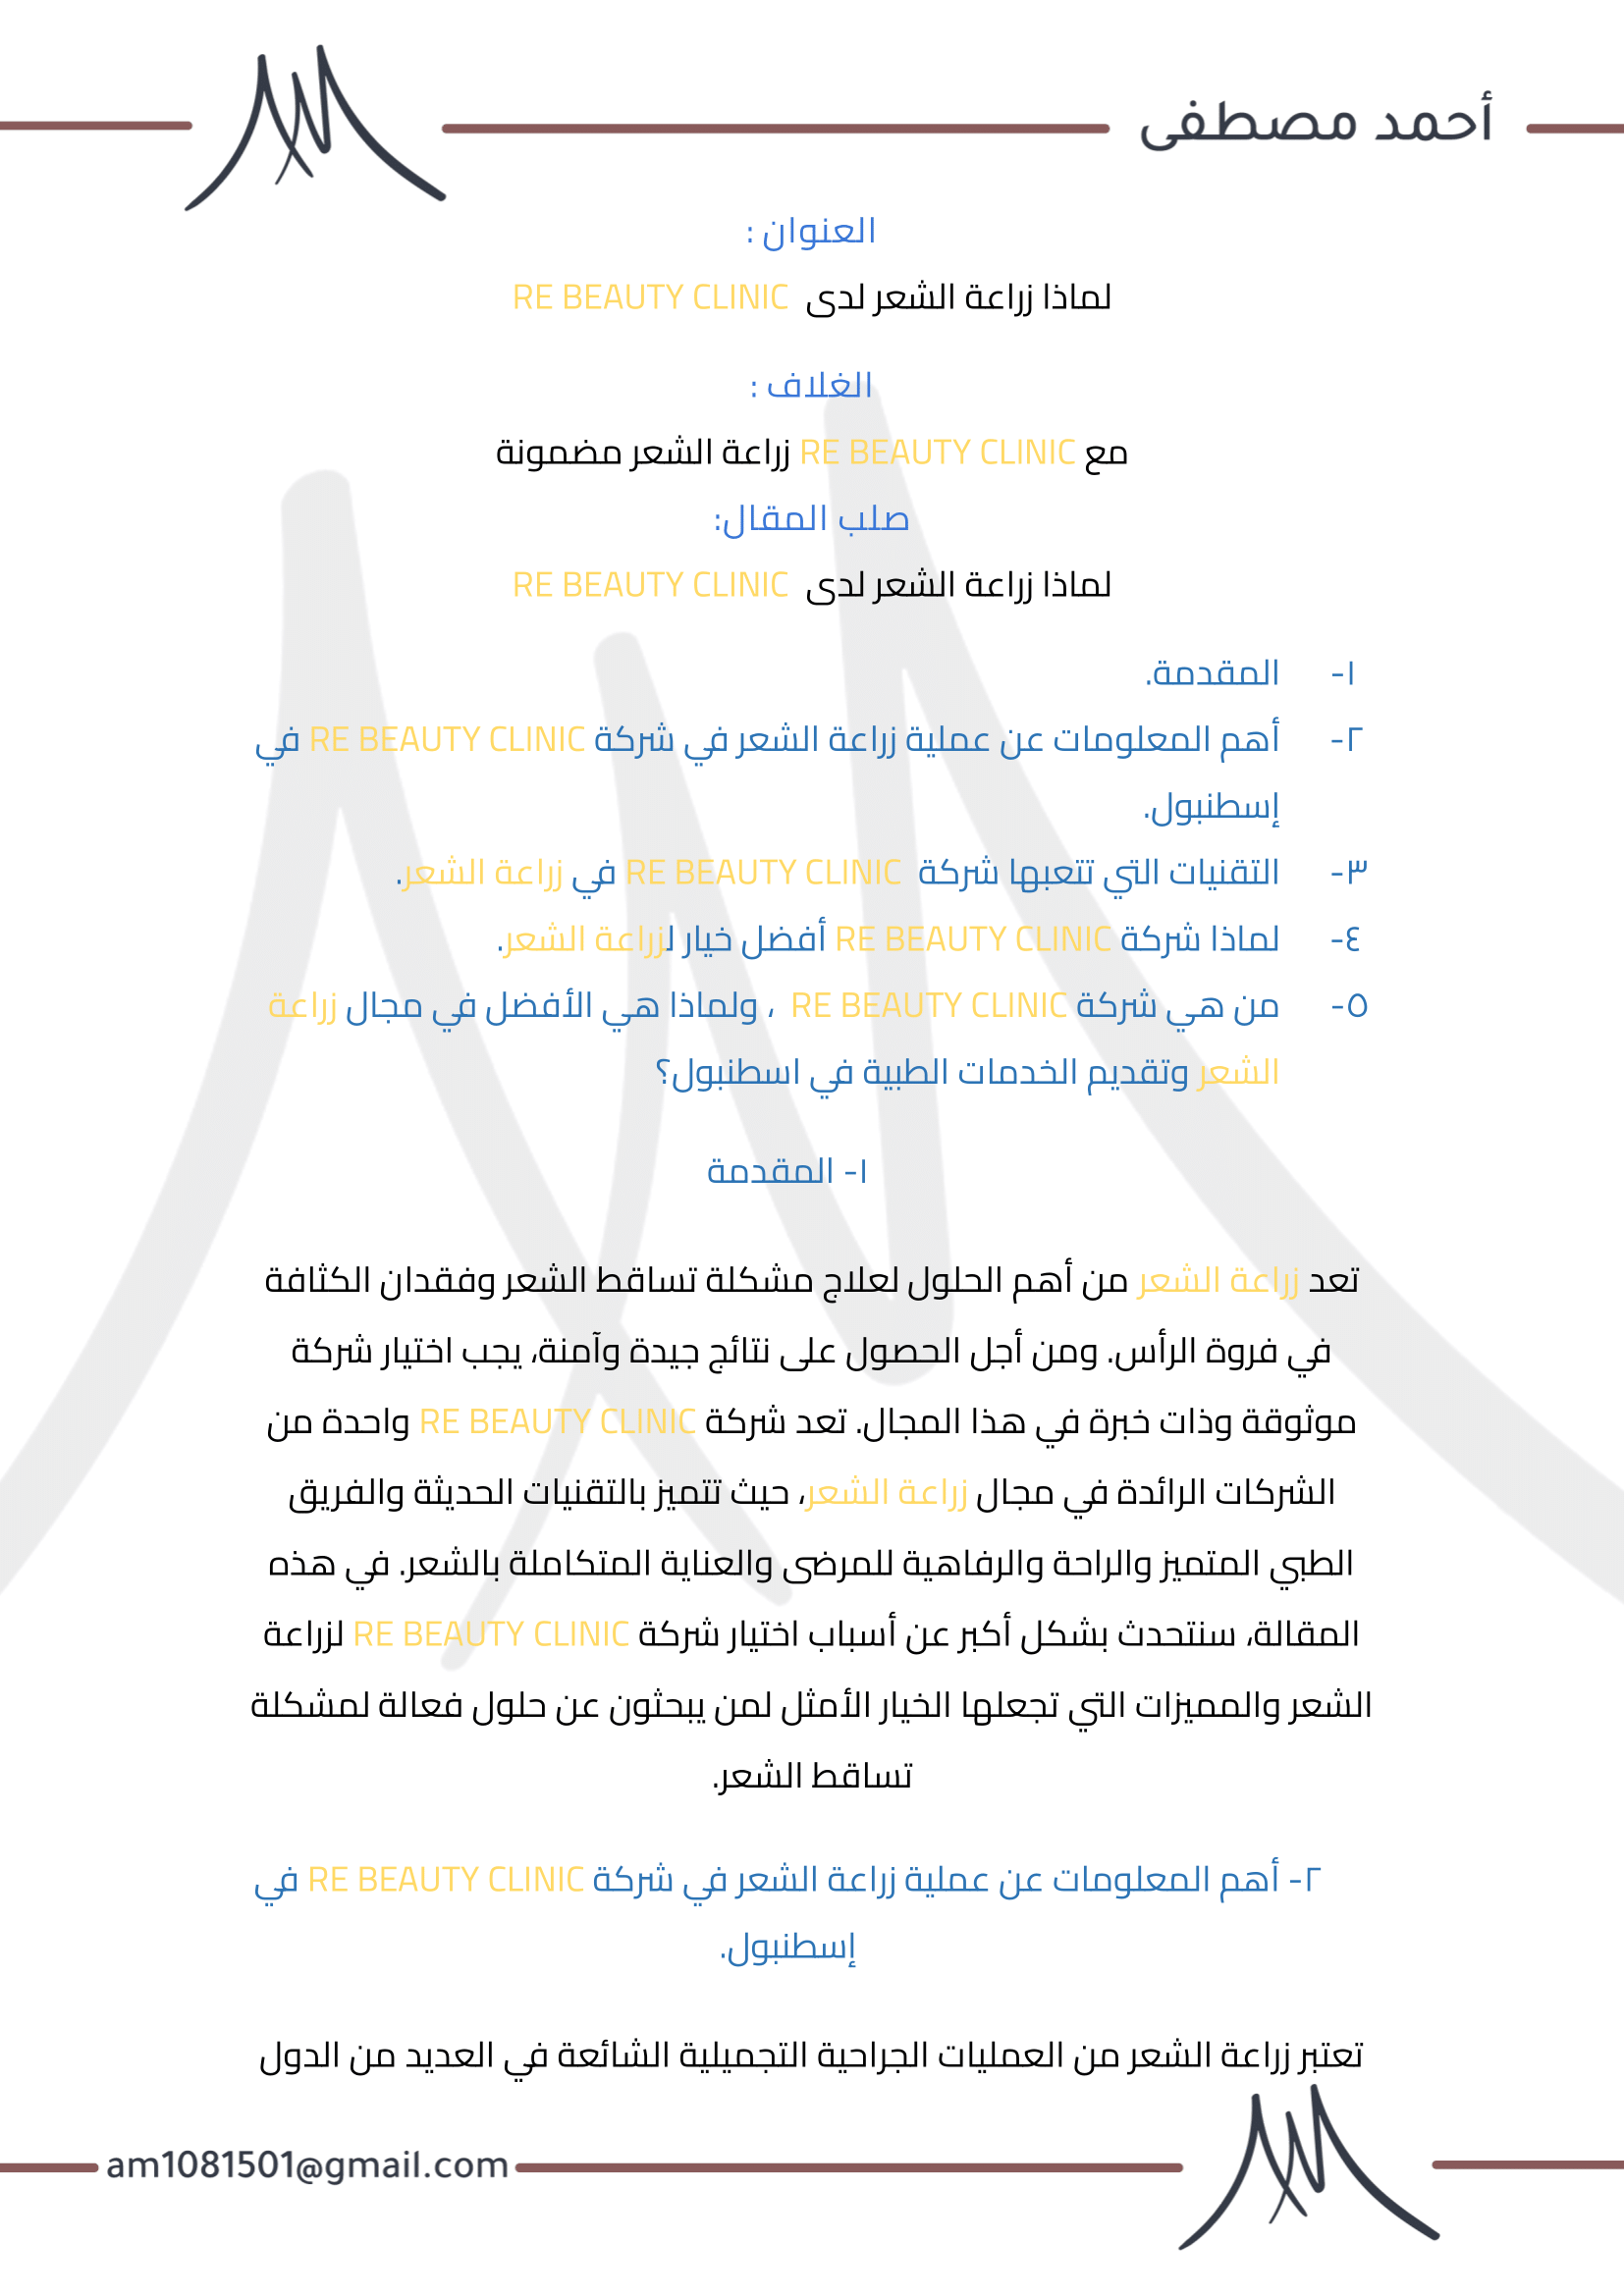 أحمد مصطفى
العنوان :
لماذا زراعة الشعر لدى RE BEAUTY CLINIC
الغلاف :
مع RE BEAUTY CLINIC زراعة الشعر مضمونة
صلب المقال:
لماذا زراعة الشعر لدى RE BEAUTY CLINIC
١- المقدمة.
٢- أهم المعلومات عن عملية زراعة الشعر في شركة RE BEAUTY CLINIC في
إسطنبول.
٣- التقنيات التي تتعبها شركة RE BEAUTY CLINIC في زراعة الشعر.
٤- لماذا شركة RE BEAUTY CLINIC أفضل خيار لزراعة الشعر.
٥- من هي شركة RE BEAUTY CLINIC ، ولماذا هي الأفضل في مجال زراعة
الشعر وتقديم الخدمات الطبية في اسطنبول؟
١- المقدمة
تعد زراعة الشعر من أهم الحلول لعلاج مشكلة تساقط الشعر وفقدان الكثافة
في فروة الرأس. ومن أجل الحصول على نتائج جيدة وآمنة، يجب اختيار شركة
موثوقة وذات خبرة في هذا المجال. تعد شركة RE BEAUTY CLINIC واحدة من
الشركات الرائدة في مجال زراعة الشعر، حيث تتميز بالتقنيات الحديثة والفريق
الطبي المتميز والراحة والرفاهية للمرضى والعناية المتكاملة بالشعر. في هذه
المقالة، سنتحدث بشكل أكبر عن أسباب اختيار شركة RE BEAUTY CLINIC لزراعة
الشعر والمميزات التي تجعلها الخيار الأمثل لمن يبحثون عن حلول فعالة لمشكلة
تساقط الشعر.
٢- أهم المعلومات عن عملية زراعة الشعر في شركة RE BEAUTY CLINIC في
إسطنبول.
تعتبر زراعة الشعر من العمليات الجراحية التجميلية الشائعة في العديد من الدول
am1081501@gmail.com